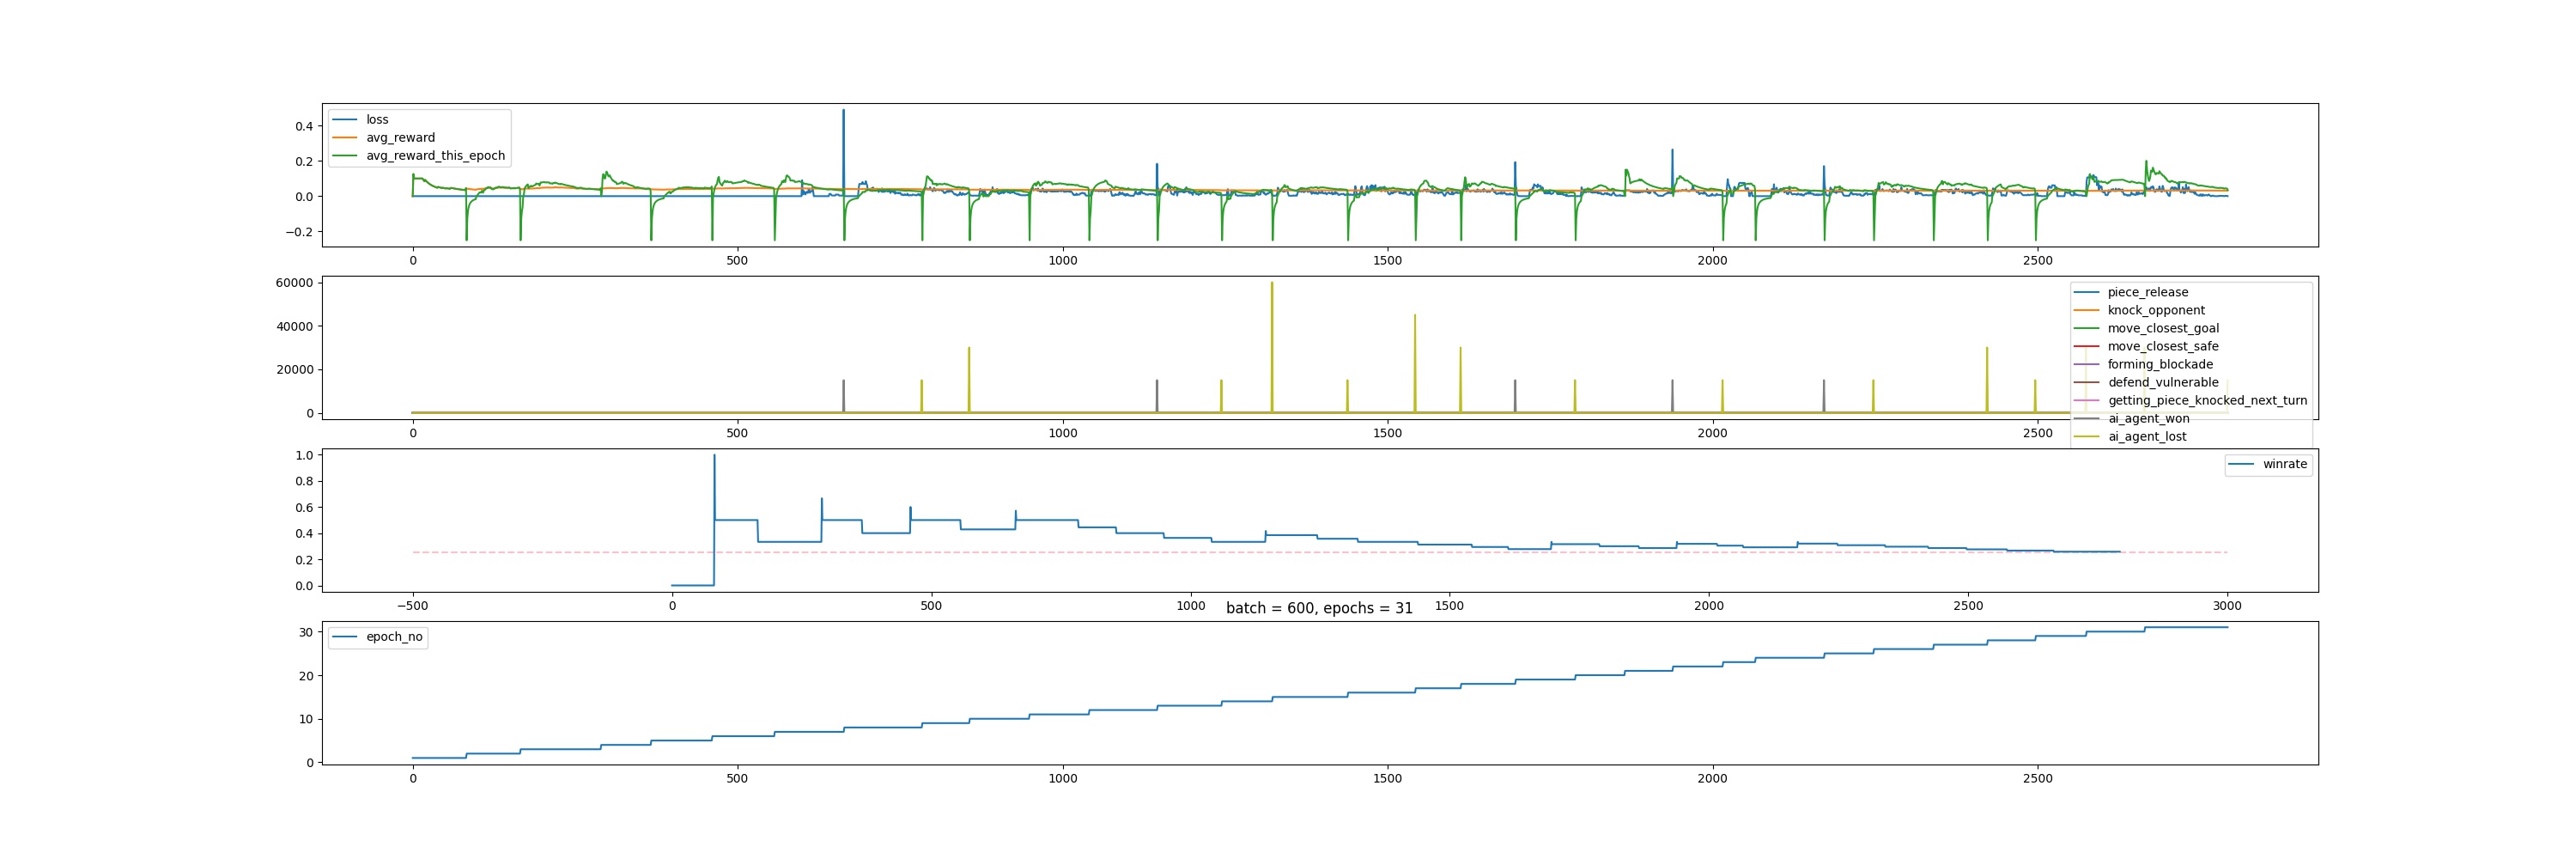 loss
avg_reward
avg_reward_this_epoch
0.4
0.2
0.0
−0.2
0 500 1000 1500 2000 2500
60000
40000
20000
0
piece_release
knock_opponent
move_closest_goal
move_closest_safe
forming_blockade
defend_vulnerable
getting_piece_knocked_next_turn
ai_agent_won
ai_agent_lost
0 500 1000 1500 2000 2500
1.0
0.8
0.6
0.4
0.2
0.0
winrate
−500 0 500 1000 1500 2000 2500 3000
batch = 600, epochs = 31
epoch_no
30
20
10
0
0 500 1000 1500 2000 2500